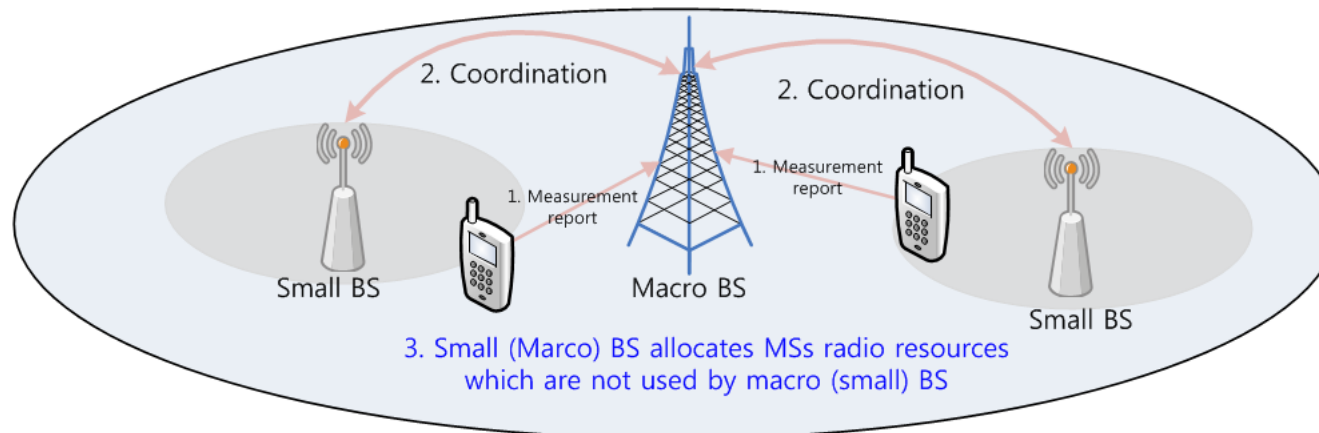 2. Coordination
2. Coordination
1. Measurement
report
1. Measurement
report
Small BS
Macro BS
Small BS
3. Small (Marco) BS allocates MSs radio resources
which are not used by macro (small) BS